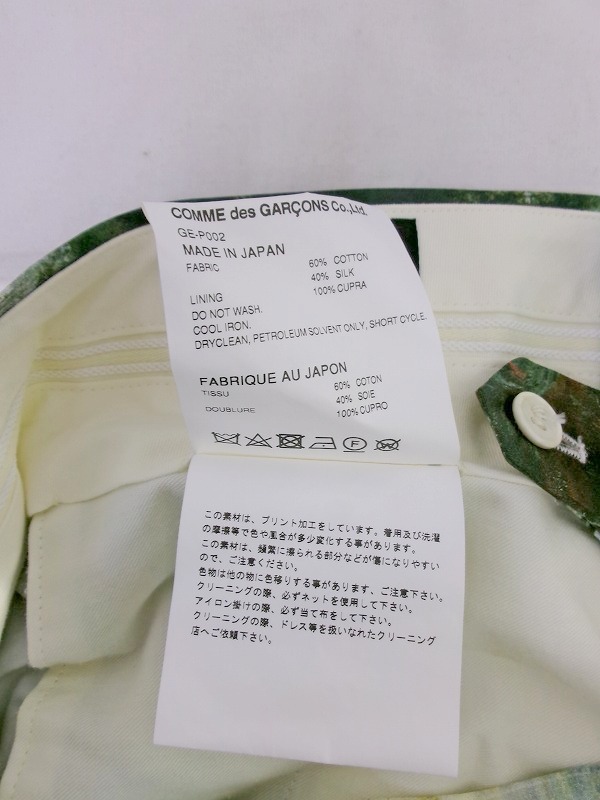 COMME des GARÇONS Co.,Ltd.
GE-P002
MADE IN JAPAN
FABRIC 60% COTTON
40% SILK
LINING 100% CUPRA
DO NOT WASH.
COOL IRON.
DRYCLEAN, PETROLEUM SOLVENT ONLY, SHORT CYCLE.
FABRIQUE AU JAPON
TISSU 60% COTON
40% SOIE
DOUBLURE 100% CUPRO
この素材は、プリント加工をしています。着用及び洗濯
の摩擦等で色や風合が多少変化する事があります。
この素材は、頻繁に擦られる部分などが傷になりやすい
ので、ご注意ください。
色物は他の物に色移りする事があります、ご注意下さい。
クリーニングの際、必ずネットを使用して下さい。
アイロン掛けの際、必ず当て布をして下さい。
クリーニングの際、ドレス等を扱いなれたクリーニング
店へご依頼下さい。